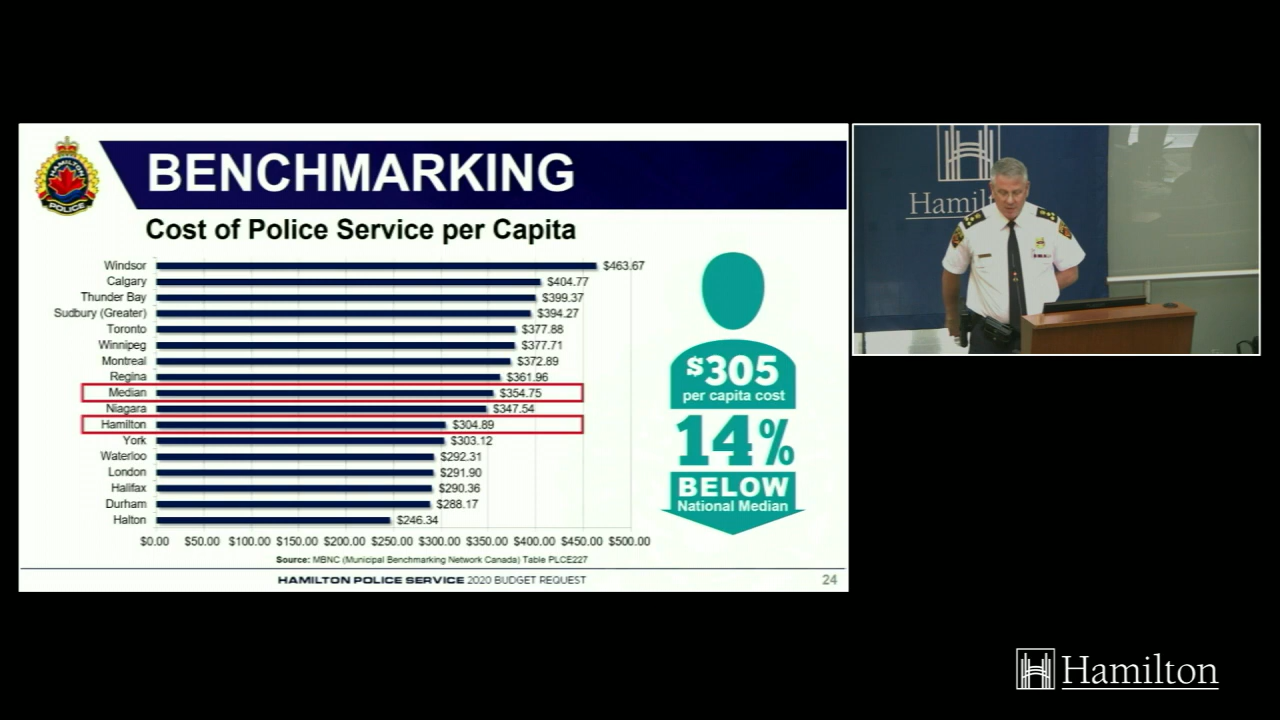 HAMILTON
POLICE
BENCHMARKING
Cost of Police Service per Capita
Windsor $463.67
Calgary $404.77
Thunder Bay $399.37
Sudbury (Greater) $394.27
Toronto $377.88
Winnipeg $377.71
Montreal $372.89
Regina $361.96
Median $354.75
Niagara $347.54
Hamilton $304.89
York $303.12
Waterloo $292.31
London $291.90
Halifax $290.36
Durham $288.17
Halton $246.34
$0.00 $50.00 $100.00 $150.00 $200.00 $250.00 $300.00 $350.00 $400.00 $450.00 $500.00
Source: MBNC (Municipal Benchmarking Network Canada) Table PLCE227
$305
per capita cost
14%
BELOW
National Median
HAMILTON POLICE SERVICE 2020 BUDGET REQUEST
24
Hamilton
Hamilton